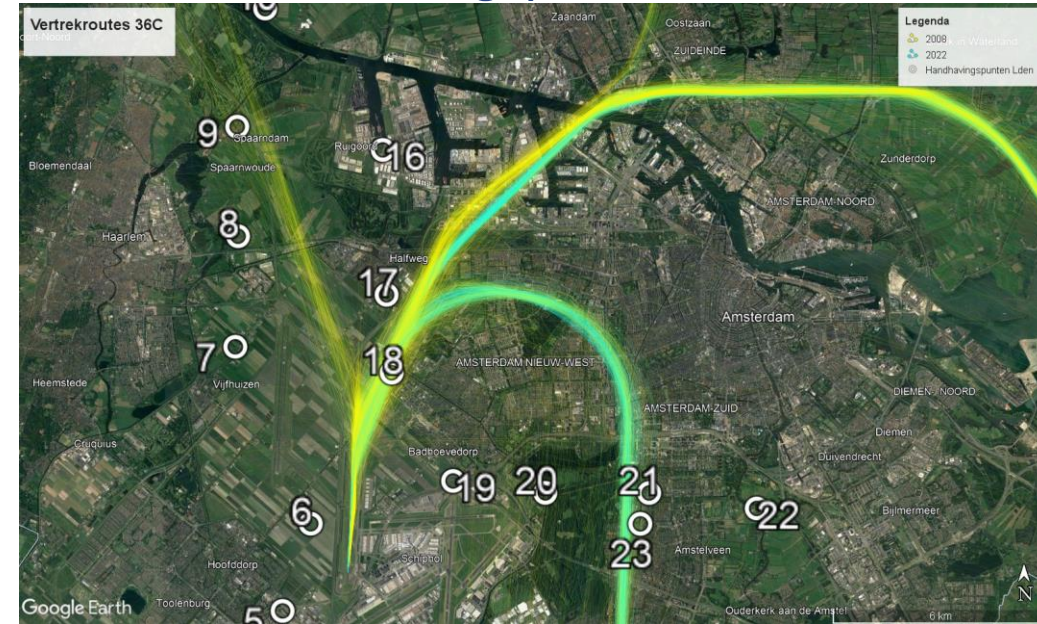 Vertrekroutes 36C
Legenda
2008
2022
Handhavingspunten Lden
Zaandam
Oostzaan
ZUIDEINDE
9
Spaarndam
Spaarnwoude
Bloemendaal
Ruigoord
16
Zunderdorp
AMSTERDAM-NOORD
8
Haarlem
Halfweg
17
Amsterdam
7
Vijfhuizen
18
AMSTERDAM NIEUW-WEST
Heemstede
DIEMEN - NOORD
AMSTERDAM-ZUID
Cruquius
Diemen
Badhoevedorp
Duivendrecht
19
20
21
22
6
Bijlmermeer
23
Amstelveen
Schiphol
Hoofddorp
Toolenburg
5
Ouderkerk aan de Amstel
Google Earth
6 km
N